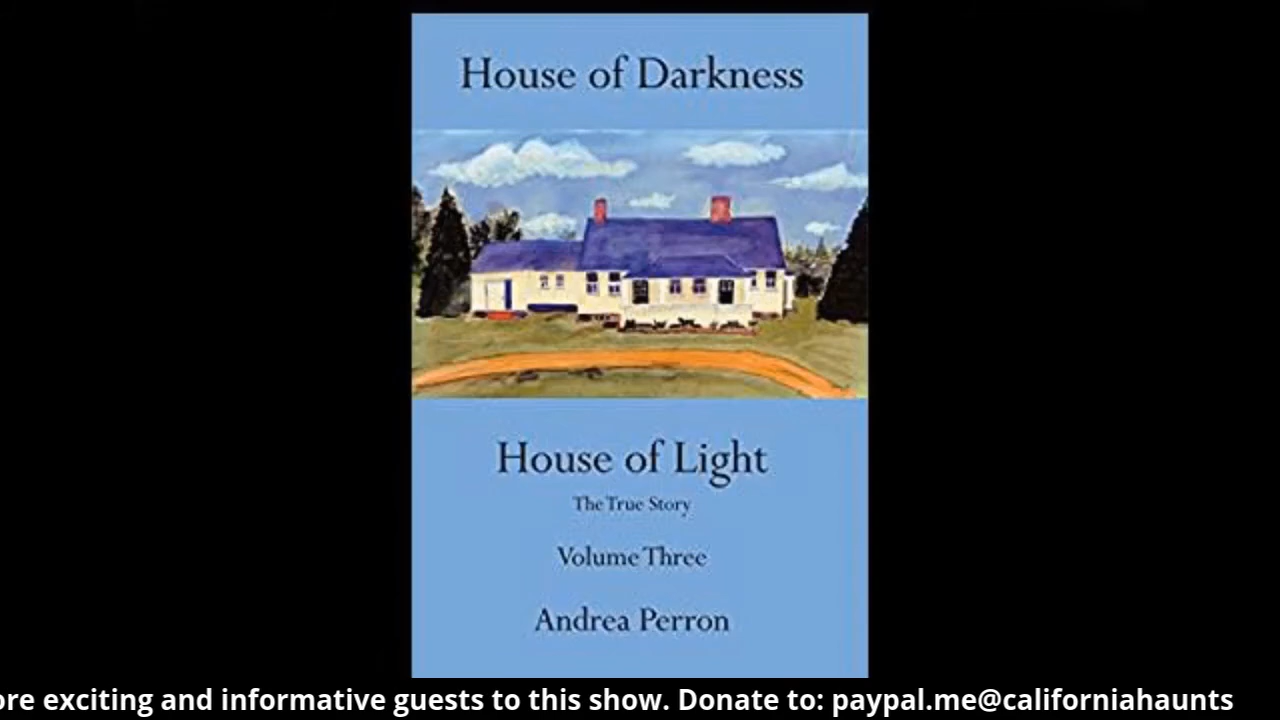 House of Darkness
House of Light
The True Story
Volume Three
Andrea Perron
exciting and informative guests to this show. Donate to: paypal.me@californiahaunts